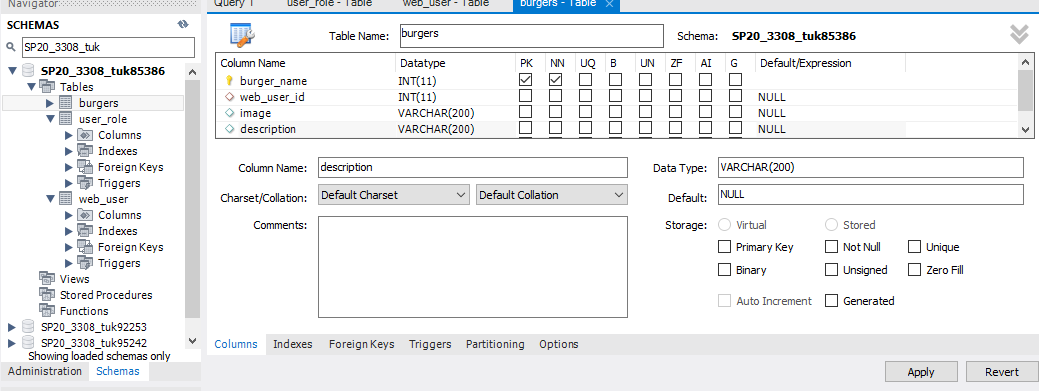 Navigator
Query 1 user_role - Table web_user - Table burgers - Table
SCHEMAS
SP20_3308_tuk
SP20_3308_tuk85386
Tables
burgers
user_role
Columns
Indexes
Foreign Keys
Triggers
web_user
Columns
Indexes
Foreign Keys
Triggers
Views
Stored Procedures
Functions
SP20_3308_tuk92253
SP20_3308_tuk95242
Showing loaded schemas only
Administration Schemas
Table Name: burgers Schema: SP20_3308_tuk85386
Column Name Datatype PK NN UQ B UN ZF AI G Default/Expression
burger_name INT(11)
web_user_id INT(11) NULL
image VARCHAR(200) NULL
description VARCHAR(200) NULL
Column Name: description Data Type: VARCHAR(200)
Charset/Collation: Default Charset Default Collation Default: NULL
Comments: Storage: Virtual Stored
Primary Key Not Null Unique
Binary Unsigned Zero Fill
Auto Increment Generated
Columns Indexes Foreign Keys Triggers Partitioning Options
Apply Revert